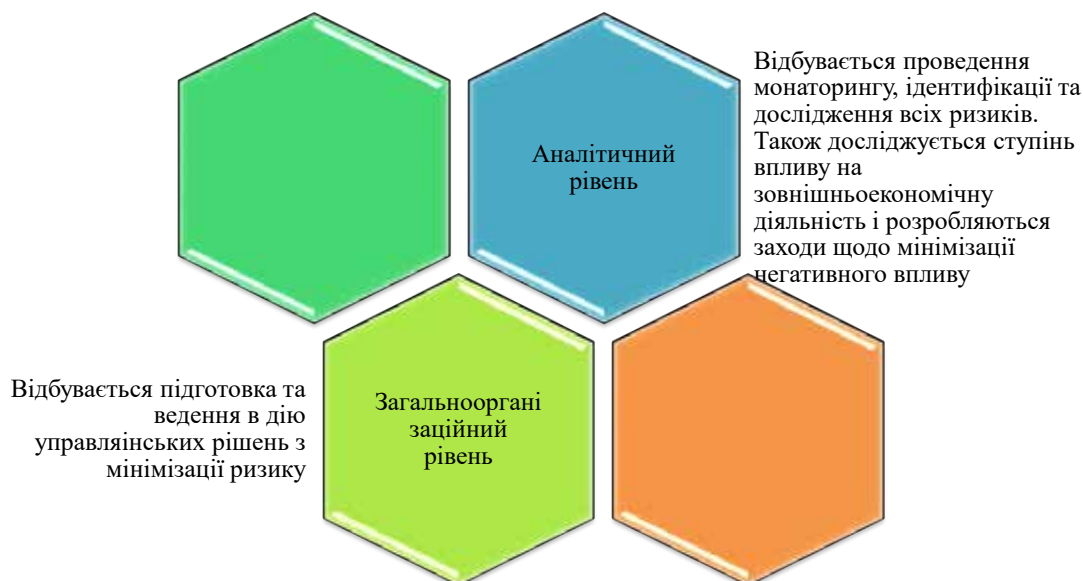 Аналітичний
рівень
Відбувається проведення
монаторингу, ідентифікації та
дослідження всіх ризиків.
Також досліджується ступінь
впливу на
зовнішньоекономічну
діяльність і розробляються
заходи щодо мінімізації
негативного впливу
Відбувається підготовка та
ведення в дію
управляінських рішень з
мінімізації ризику
Загальнооргані
заційний
рівень